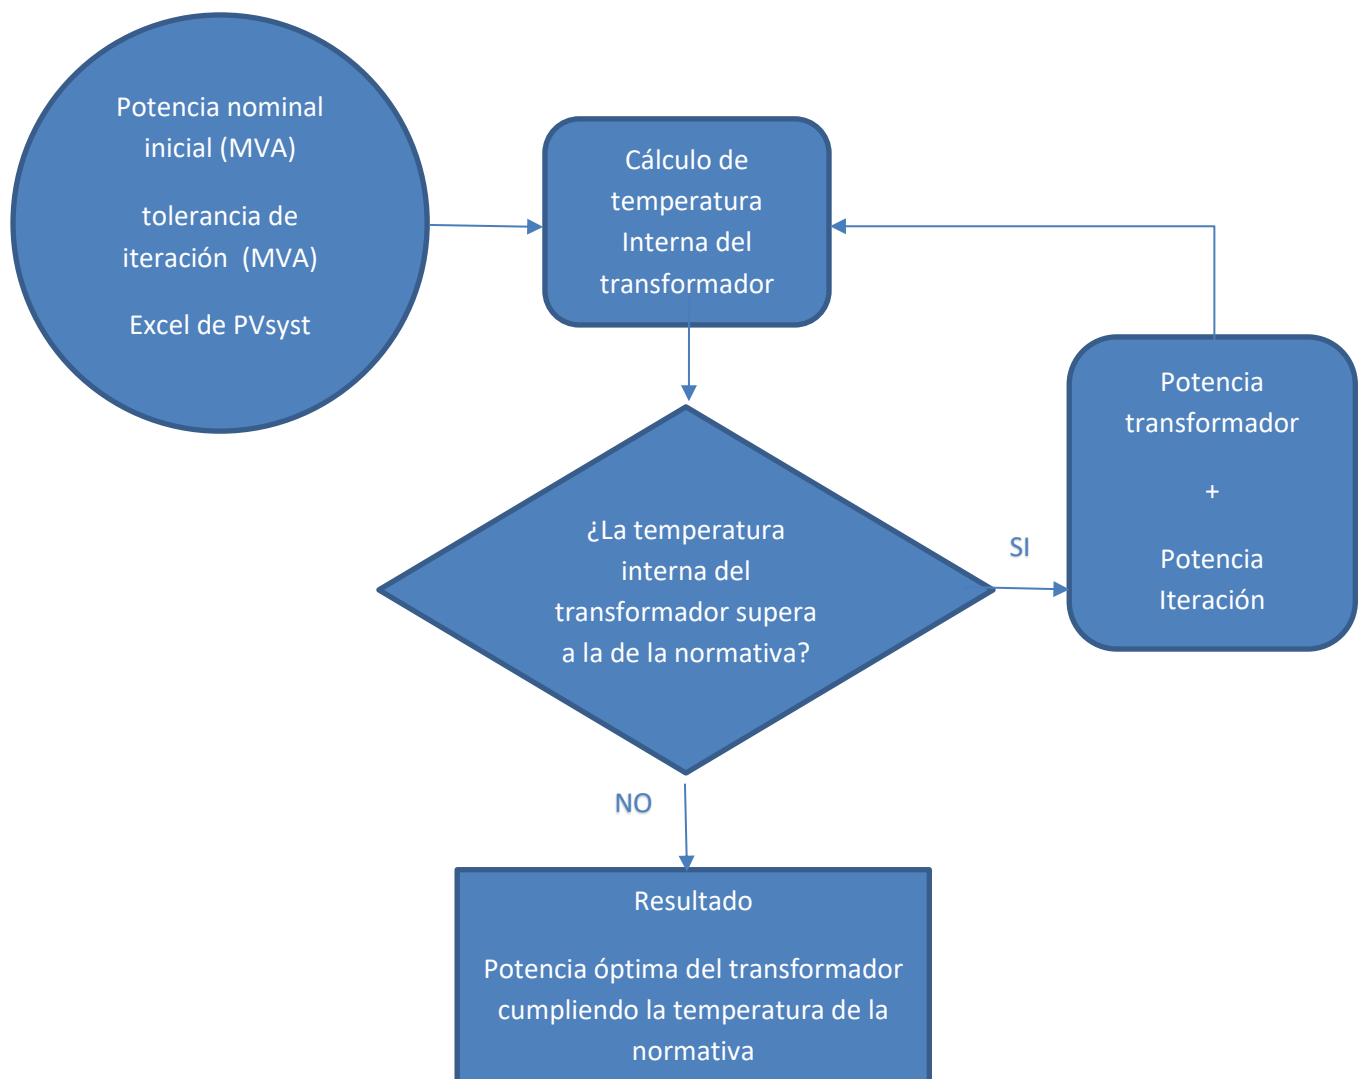 Potencia nominal
inicial (MVA)
tolerancia de
iteración  (MVA)
Excel de PVsyst
Cálculo de
temperatura
Interna del
transformador
Potencia
transformador
+
Potencia
Iteración
¿La temperatura
interna del
transformador supera
a la de la normativa?
SI
NO
Resultado
Potencia óptima del transformador
cumpliendo la temperatura de la
normativa